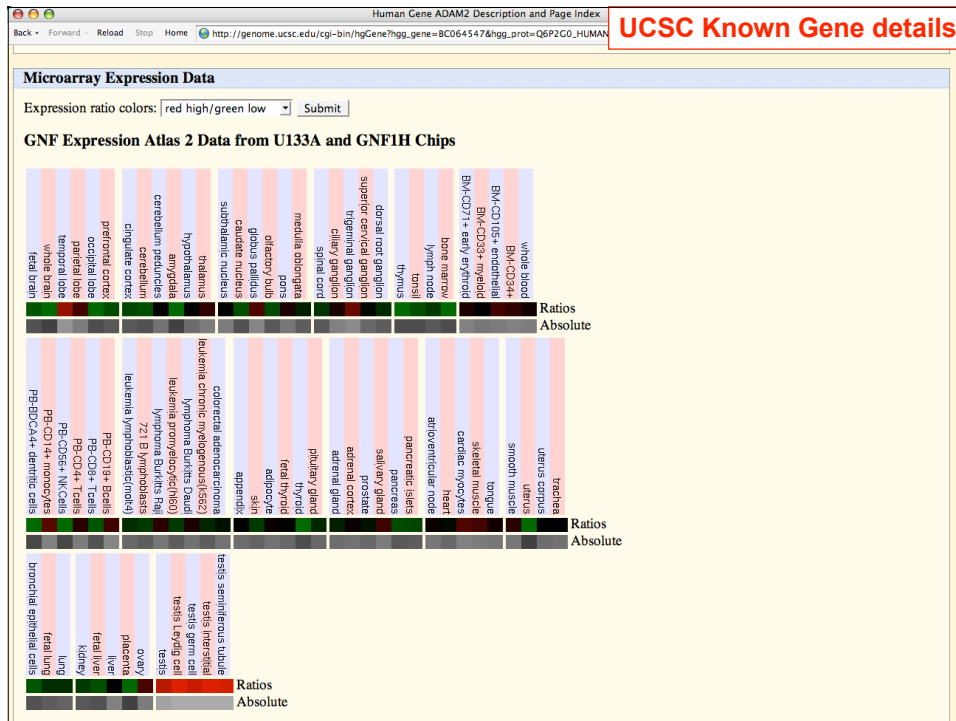 Human Gene ADAM2 Description and Page Index
Back Forward Reload Stop Home http://genome.ucsc.edu/cgi-bin/hgGene?hgg_gene=BC064547&hgg_prot=Q6P2G0_HUMAN
UCSC Known Gene details
Microarray Expression Data
Expression ratio colors: red high/green low Submit
GNF Expression Atlas 2 Data from U133A and GNF1H Chips
fetal brain
whole brain
temporal lobe
parietal lobe
occipital lobe
prefrontal cortex
cingulate cortex
cerebellum
cerebellum peduncles
amygdala
hypothalamus
thalamus
subthalamic nucleus
caudate nucleus
globus pallidus
olfactory bulb
pons
medulla oblongata
spinal cord
ciliary ganglion
trigeminal ganglion
superior cervical ganglion
dorsal root ganglion
thymus
tonsil
lymph node
bone marrow
BM-CD71+ early erythroid
BM-CD33+ myeloid
BM-CD105+ endothelial
BM-CD34+
whole blood
Ratios
Absolute
PB-BDCA4+ dentritic cells
PB-CD14+ monocytes
PB-CD56+ NKCells
PB-CD4+ Tcells
PB-CD8+ Tcells
PB-CD19+ Bcells
leukemia lymphoblastic(molt4)
721 B lymphoblasts
lymphoma Burkitts Raji
leukemia promyelocytic(hl60)
lymphoma Burkitts Daudi
leukemia chronic myelogenous(k562)
colorectal adenocarcinoma
appendix
skin
adipocyte
fetal thyroid
thyroid
pituitary gland
adrenal gland
adrenal cortex
prostate
salivary gland
pancreas
pancreatic islets
atrioventricular node
heart
cardiac myocytes
skeletal muscle
tongue
smooth muscle
uterus
uterus corpus
trachea
Ratios
Absolute
bronchial epithelial cells
fetal lung
lung
kidney
fetal liver
liver
placenta
ovary
testis
testis Leydig cell
testis germ cell
testis interstitial
testis seminiferous tubule
Ratios
Absolute